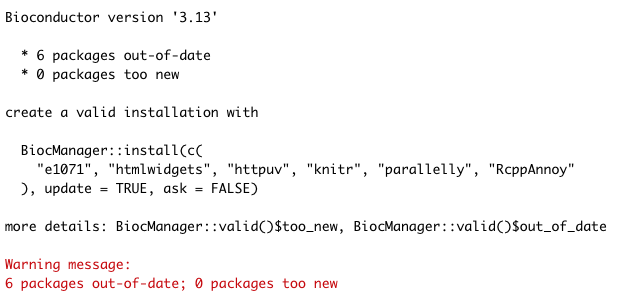 Bioconductor version '3.13'
* 6 packages out-of-date
* 0 packages too new
create a valid installation with
BiocManager::install(c(
"e1071", "htmlwidgets", "httpuv", "knitr", "parallelly", "RcppAnnoy"
), update = TRUE, ask = FALSE)
more details: BiocManager::valid()$too_new, BiocManager::valid()$out_of_date
Warning message:
6 packages out-of-date; 0 packages too new